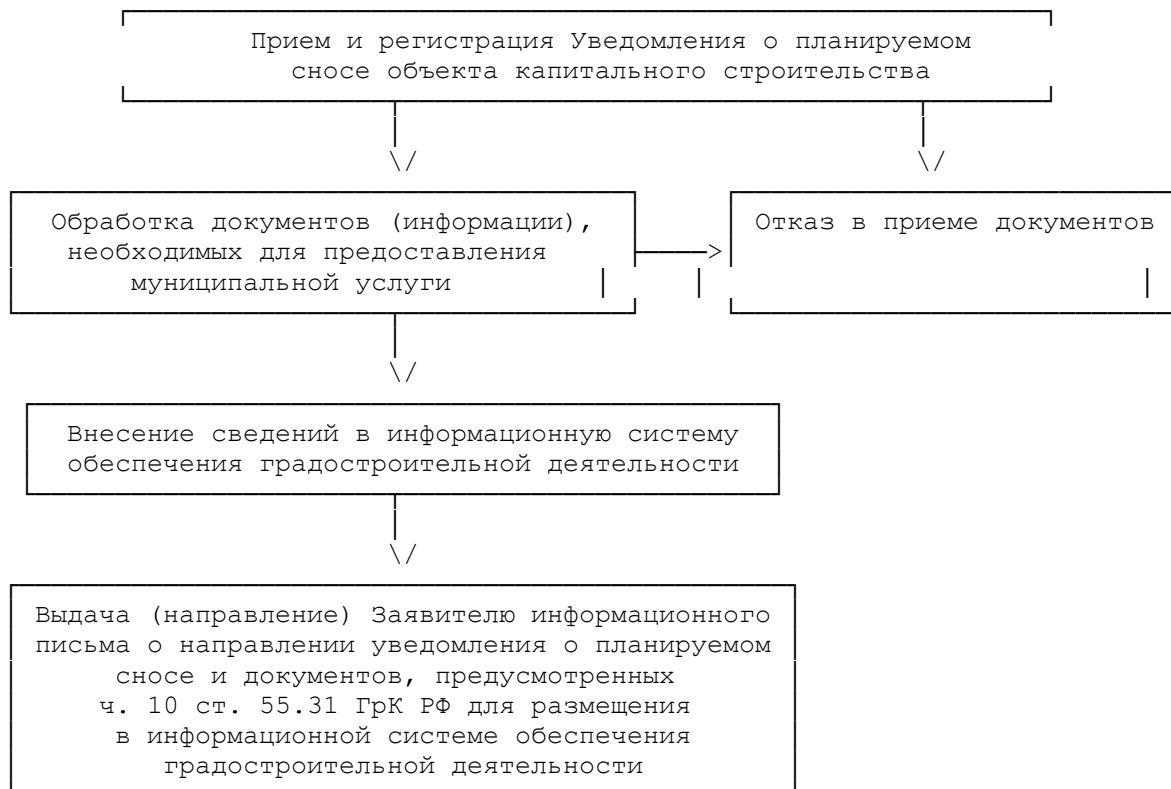 Прием и регистрация Уведомления о планируемом
сносе объекта капитального строительства
Обработка документов (информации),
необходимых для предоставления
муниципальной услуги
Отказ в приеме документов
Внесение сведений в информационную систему
обеспечения градостроительной деятельности
Выдача (направление) Заявителю информационного
письма о направлении уведомления о планируемом
сносе и документов, предусмотренных
ч. 10 ст. 55.31 ГрК РФ для размещения
в информационной системе обеспечения
градостроительной деятельности